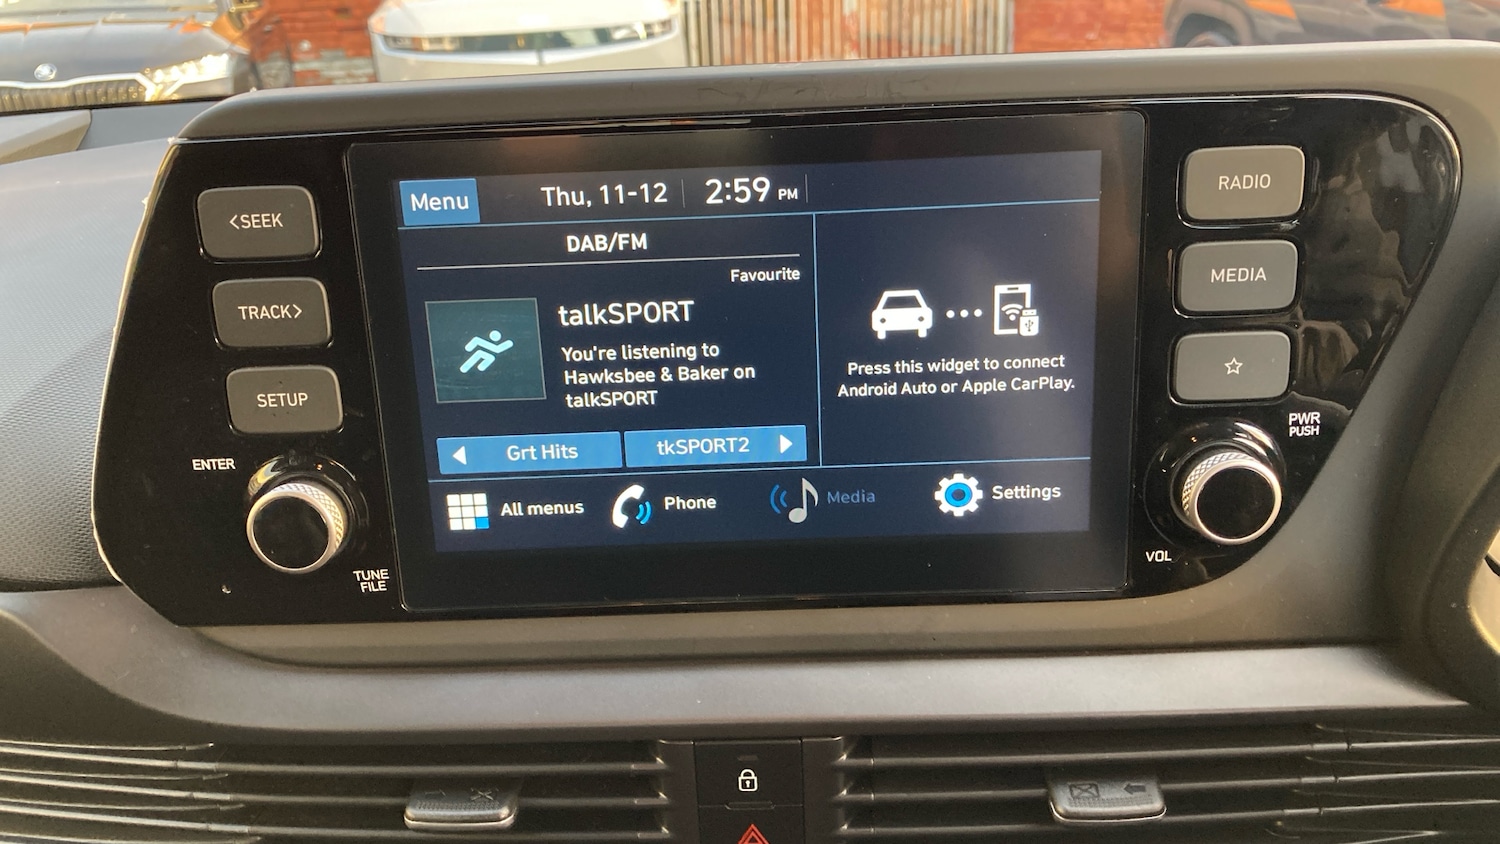 <SEEK
TRACK>
SETUP
ENTER
TUNE
FILE
Menu
Thu, 11-12
2:59 PM
DAB/FM
Favourite
talkSPORT
You're listening to
Hawksbee & Baker on
talkSPORT
Grt Hits
tkSPORT2
Press this widget to connect
Android Auto or Apple CarPlay.
All menus
Phone
Media
Settings
RADIO
MEDIA
PWR
PUSH
VOL